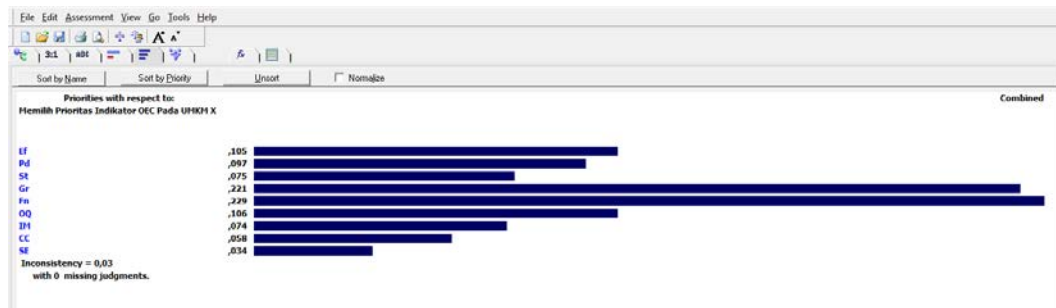 File Edit Assessment View Go Tools Help
3:1 ABC
Sort by Name Sort by Priority Unsort Normalize
Priorities with respect to: Combined
Memilih Prioritas Indikator OEC Pada UMKM X
Ef ,105
Pd ,097
St ,075
Gr ,221
Fn ,229
OQ ,106
IM ,074
CC ,058
SE ,034
Inconsistency = 0,03
with 0 missing judgments.